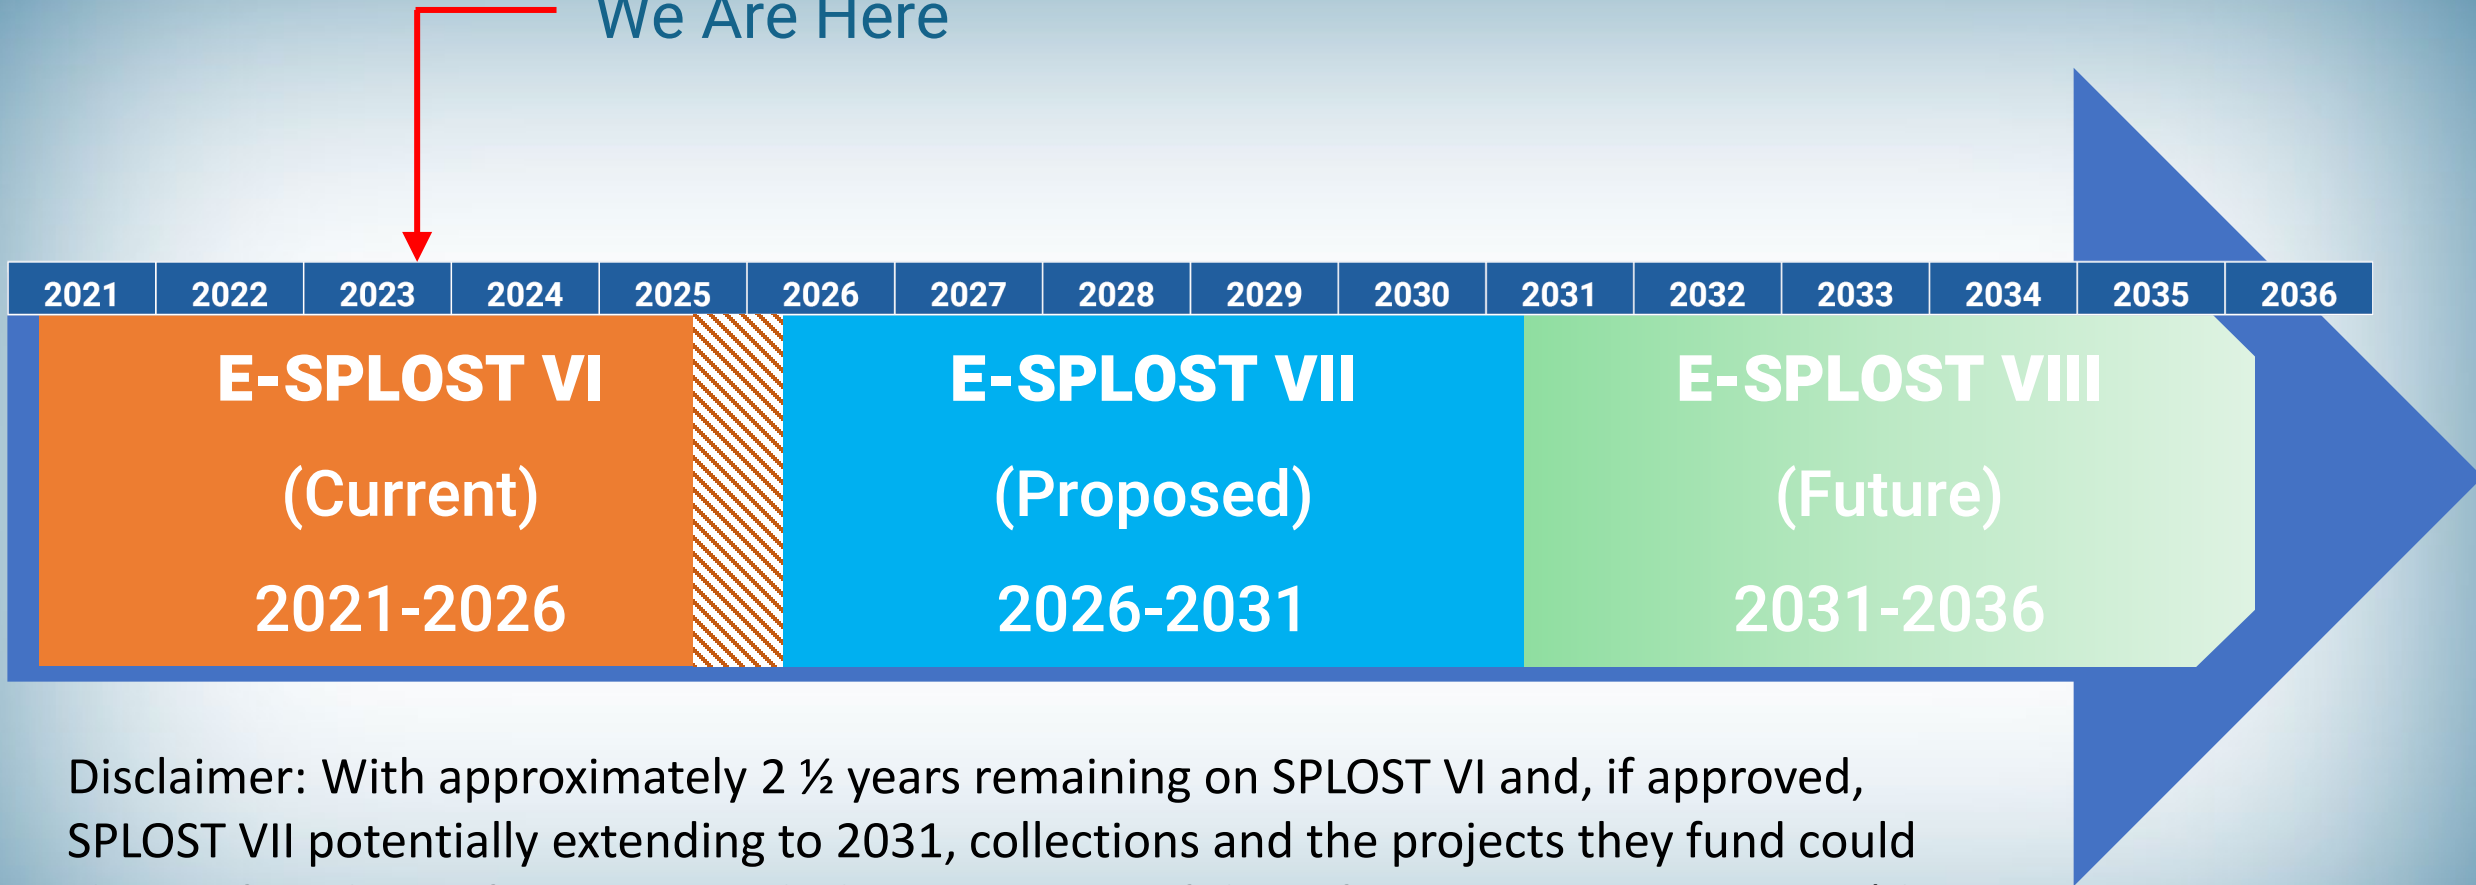 We Are Here
2021 2022 2023 2024 2025 2026 2027 2028 2029 2030 2031 2032 2033 2034 2035 2036
E-SPLOST VI
(Current)
2021-2026
E-SPLOST VII
(Proposed)
2026-2031
E-SPLOST VIII
(Future)
2031-2036
Disclaimer: With approximately 2 ½ years remaining on SPLOST VI and, if approved,
SPLOST VII potentially extending to 2031, collections and the projects they fund could